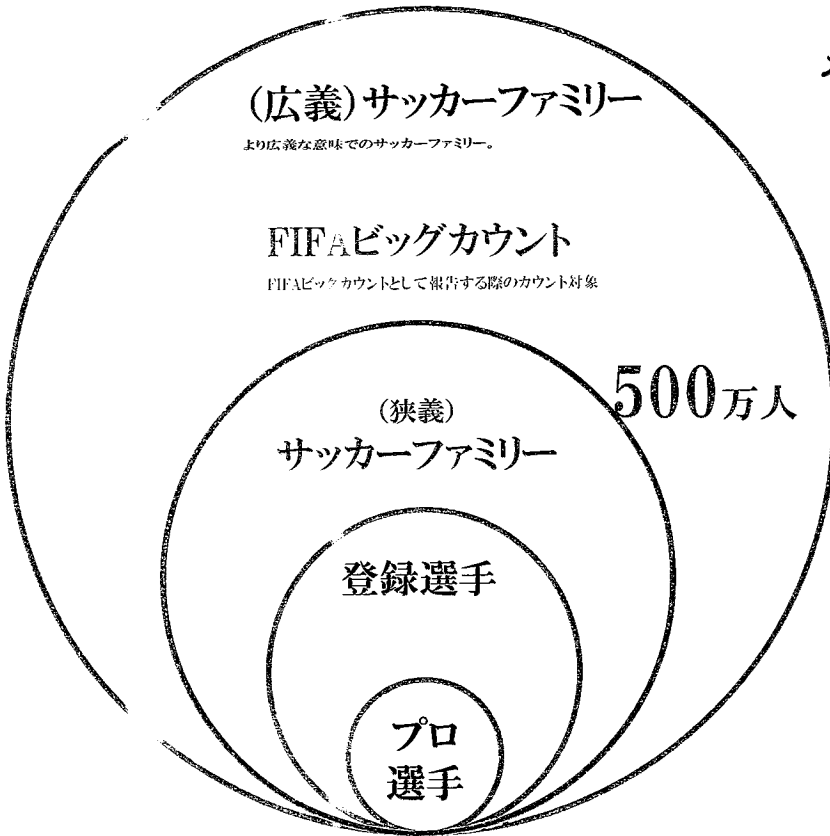 (広義)サッカーファミリー
より広義な意味でのサッカーファミリー。
FIFAビッグカウント
FIFAビックカウントとして報告する際のカウント対象
500万人
(狭義)
サッカーファミリー
登録選手
プロ
選手